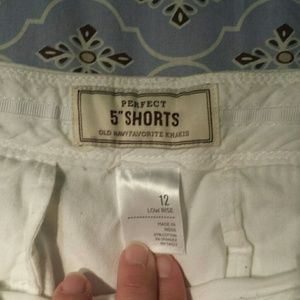 PERFECT
5" SHORTS
OLD NAVY FAVORITE KHAKIS
12
LOW RISE
MADE IN
INDIA